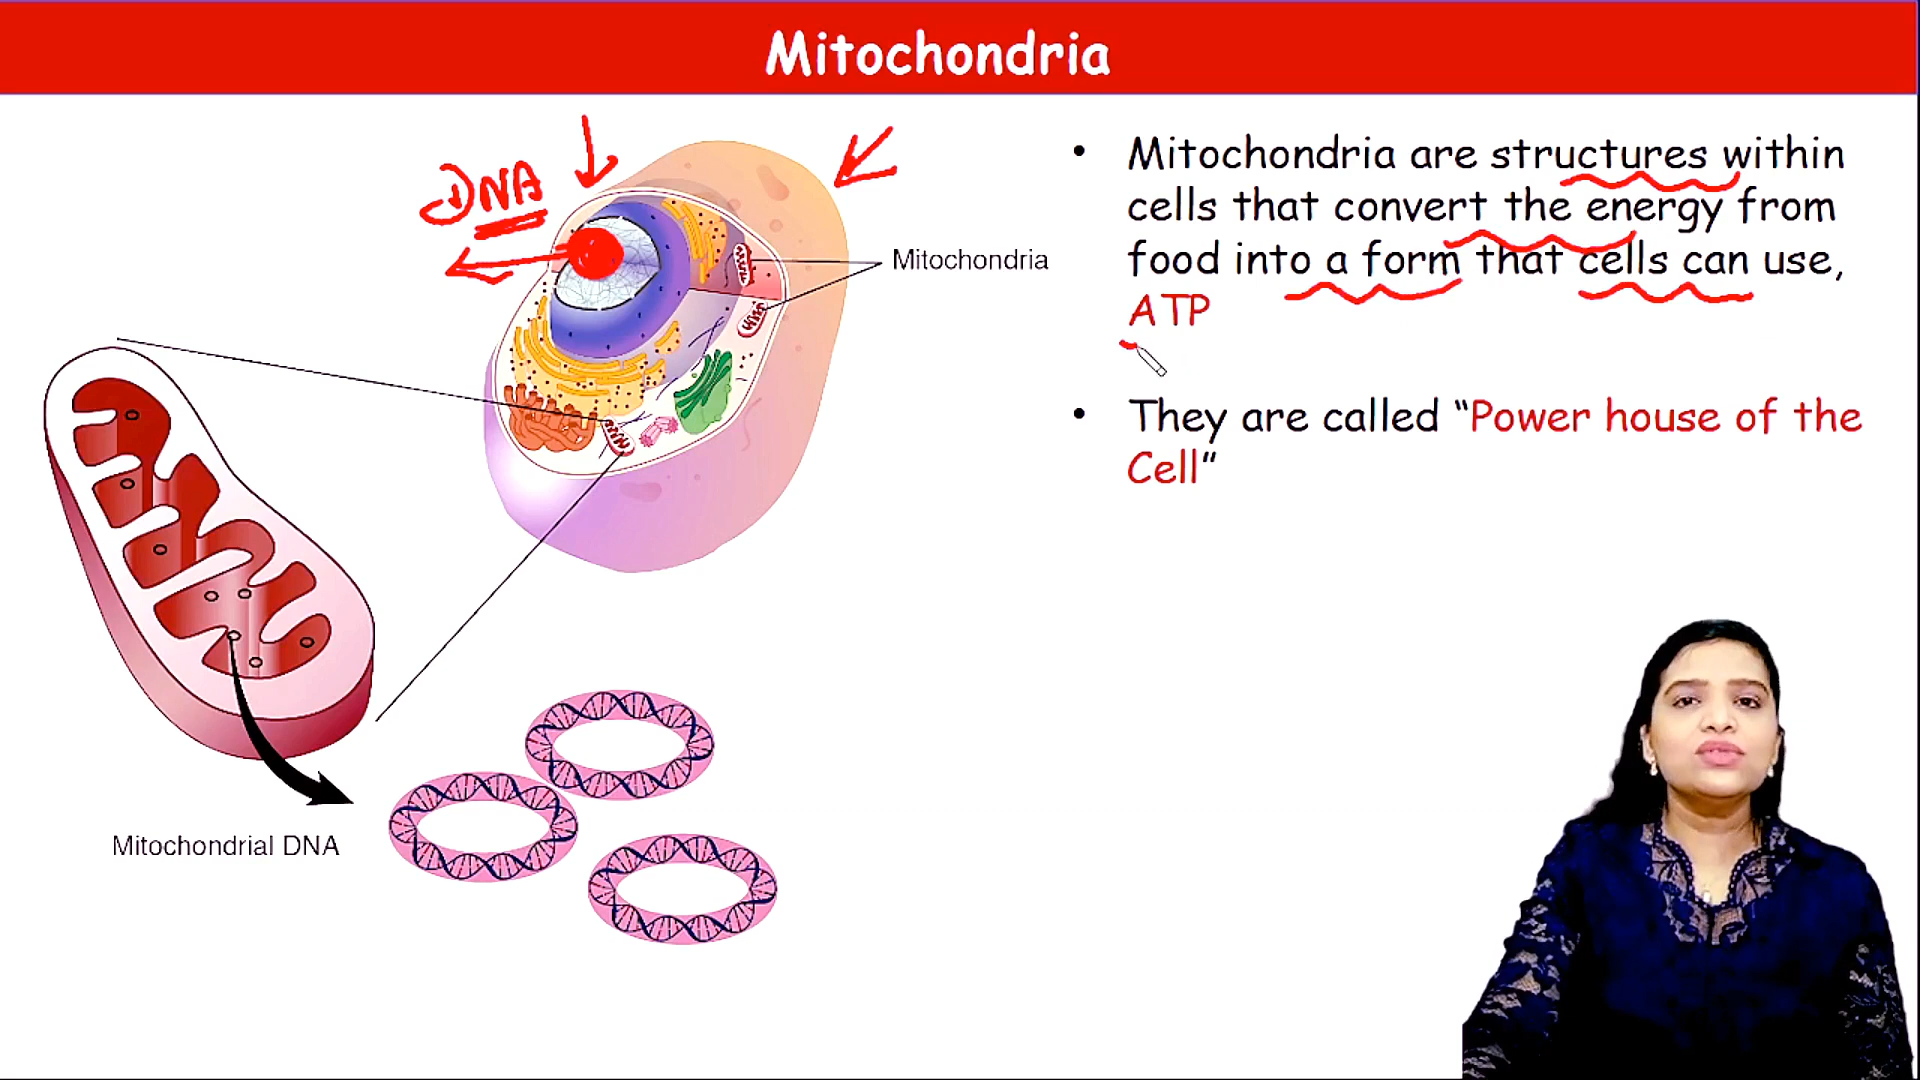 Mitochondria
DNA
Mitochondria
Mitochondrial DNA
• Mitochondria are structures within
cells that convert the energy from
food into a form that cells can use,
ATP
• They are called “Power house of the
Cell”